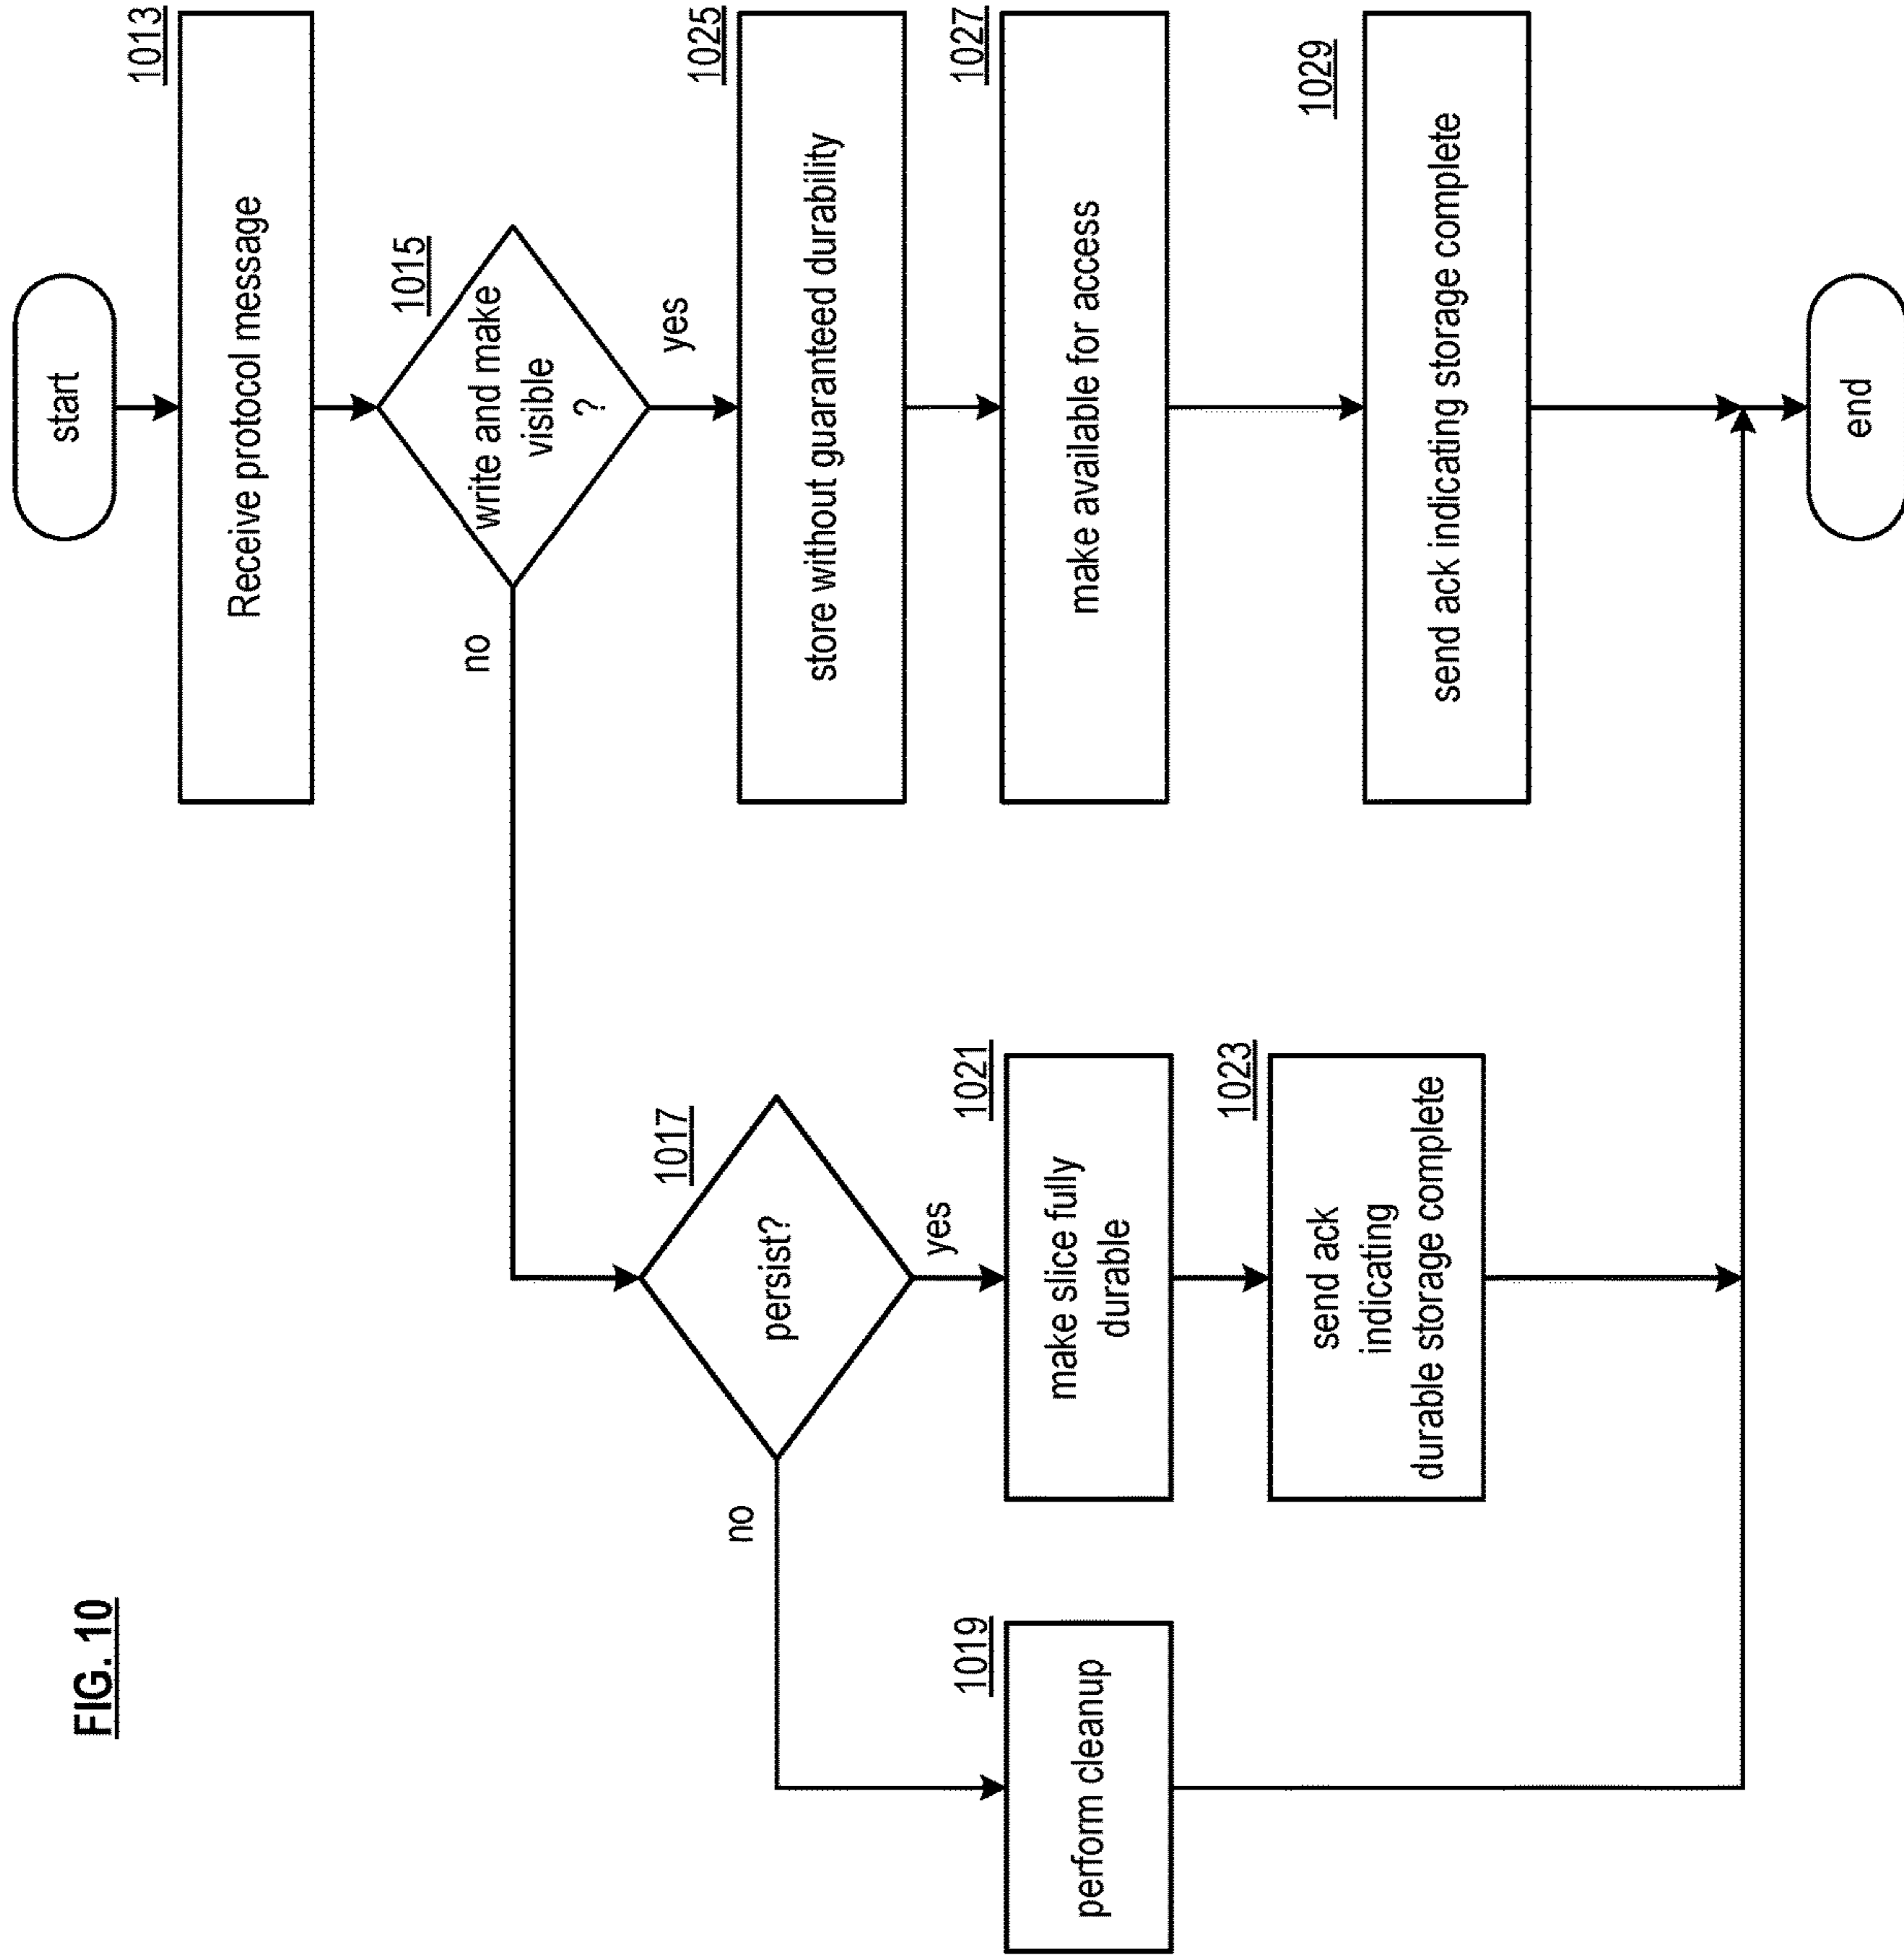 FIG. 10
start
1013
Receive protocol message
1015
write and make
visible
?
no
yes
1017
persist?
no
yes
1019
perform cleanup
1021
make slice fully
durable
1023
send ack
indicating
durable storage complete
1025
store without guaranteed durability
1027
make available for access
1029
send ack indicating storage complete
end